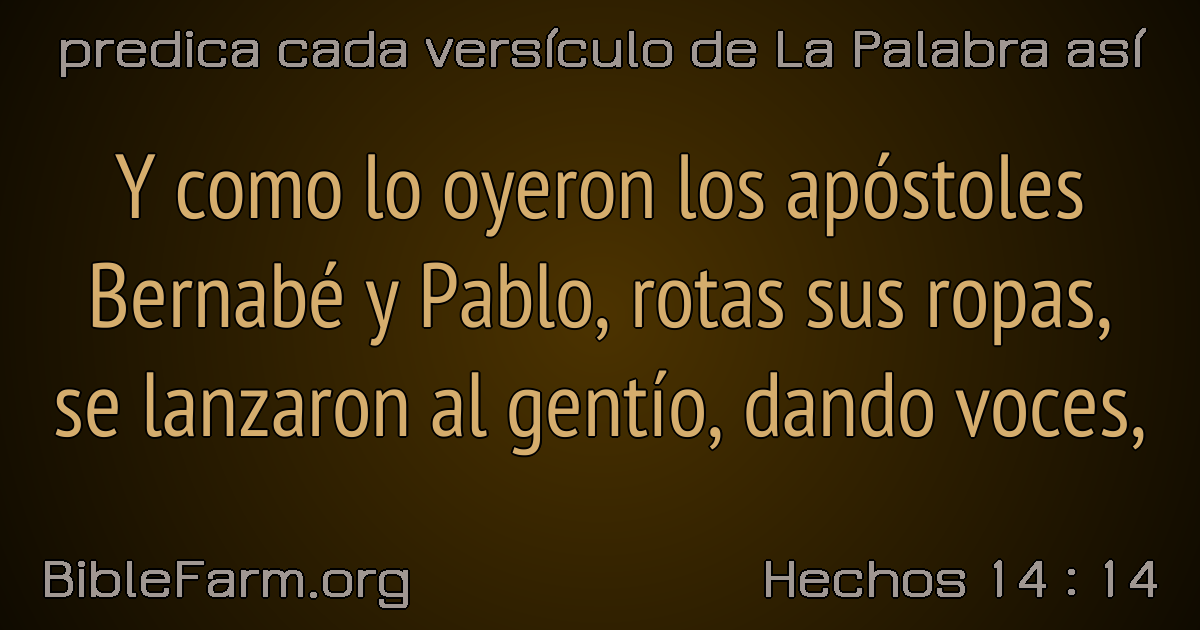 predica cada versículo de La Palabra así
Y como lo oyeron los apóstoles
Bernabé y Pablo, rotas sus ropas,
se lanzaron al gentío, dando voces,
BibleFarm.org
Hechos 14 : 14